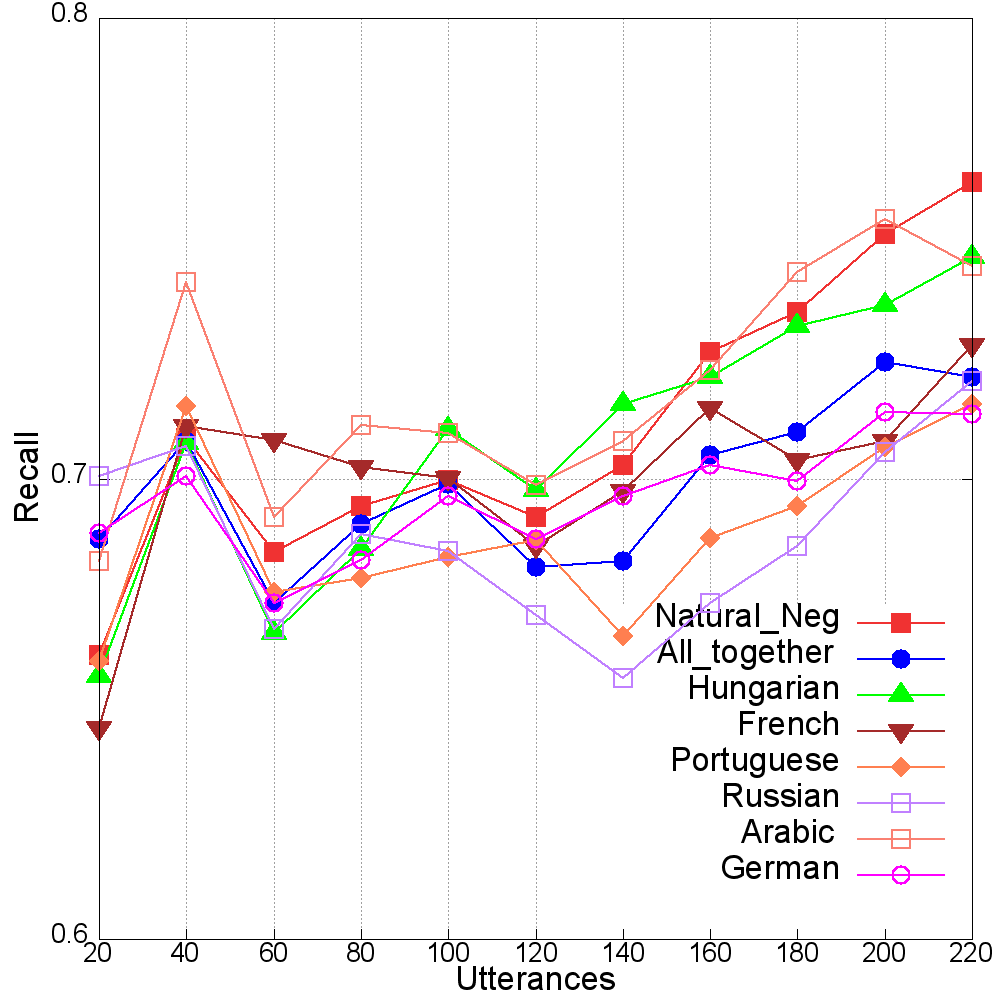 0.8
0.7
0.6
Recall
Natural_Neg
All_together
Hungarian
French
Portuguese
Russian
Arabic
German
20 40 60 80 100 120 140 160 180 200 220
Utterances